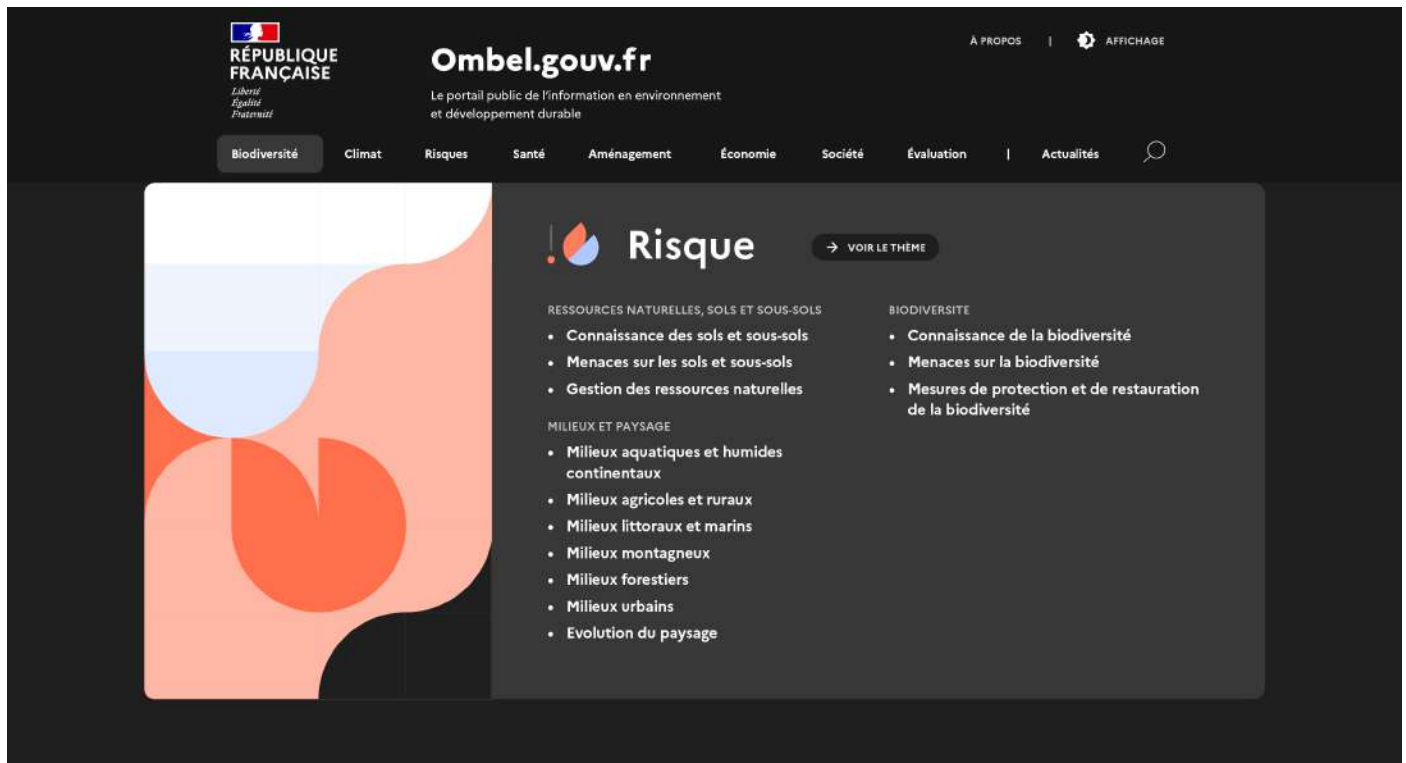 RÉPUBLIQUE
FRANÇAISE
Liberté
Égalité
Fraternité
Ombel.gouv.fr
Le portail public de l'information en environnement
et développement durable
À PROPOS | AFFICHAGE
Biodiversité Climat Risques Santé Aménagement Économie Société Évaluation | Actualités
Risque
→ VOIR LE THÈME
RESSOURCES NATURELLES, SOLS ET SOUS-SOLS
• Connaissance des sols et sous-sols
• Menaces sur les sols et sous-sols
• Gestion des ressources naturelles
MILIEUX ET PAYSAGE
• Milieux aquatiques et humides
continentaux
• Milieux agricoles et ruraux
• Milieux littoraux et marins
• Milieux montagneux
• Milieux forestiers
• Milieux urbains
• Evolution du paysage
BIODIVERSITE
• Connaissance de la biodiversité
• Menaces sur la biodiversité
• Mesures de protection et de restauration
de la biodiversité